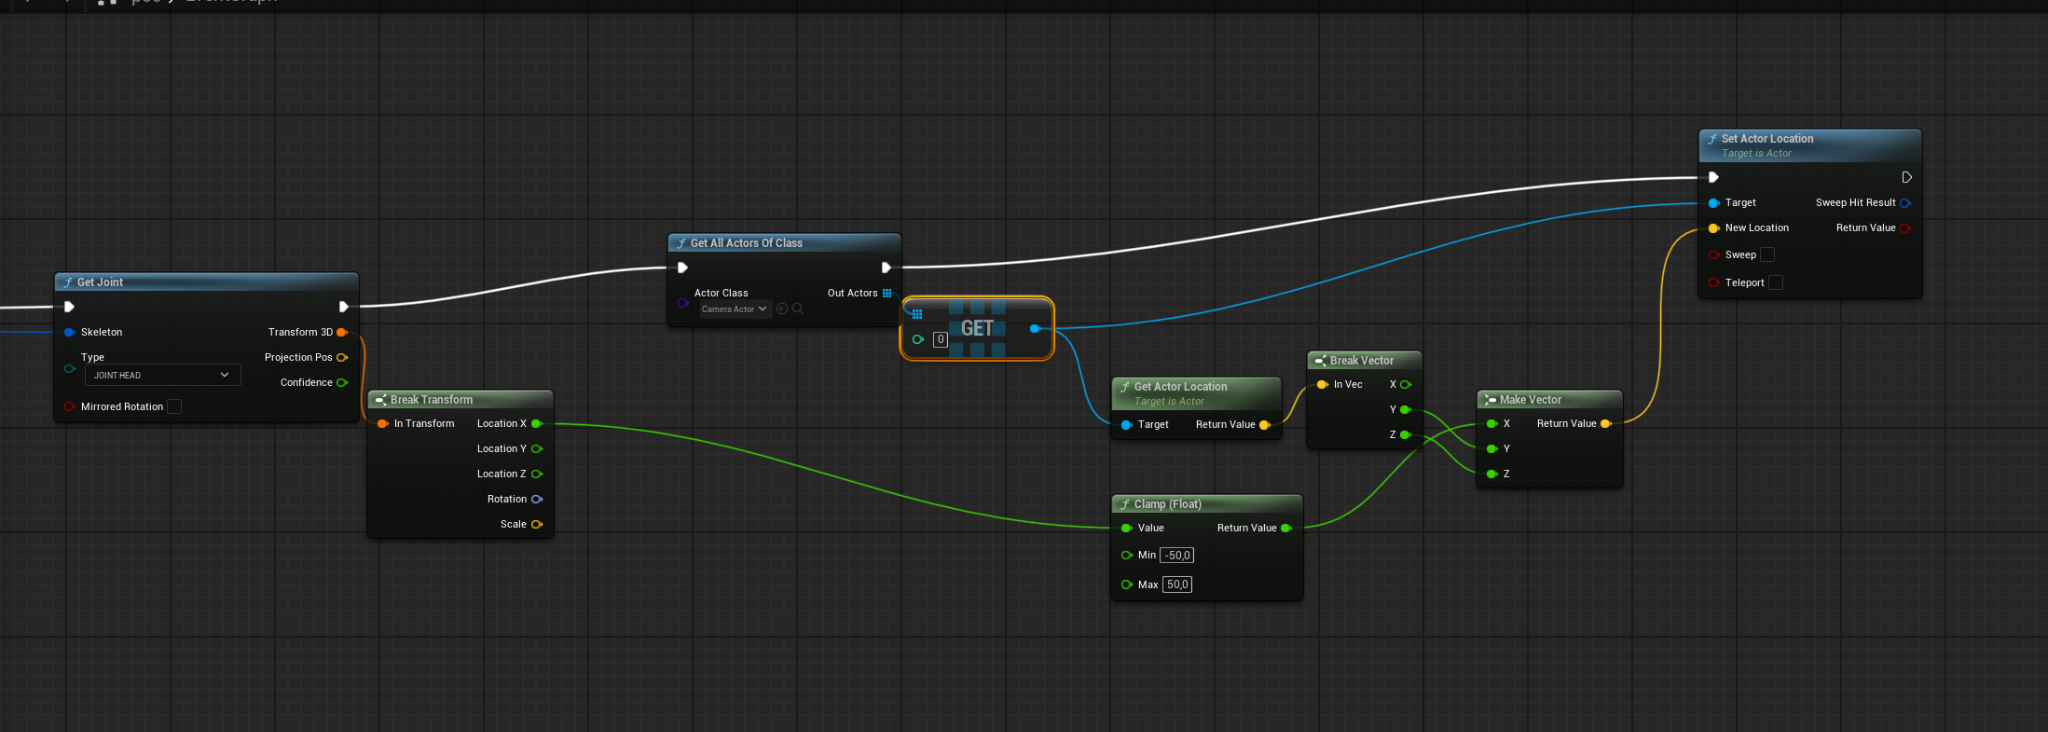 Get Joint
Skeleton
Transform 3D
Type
Projection Pos
JOINT HEAD
Confidence
Mirrored Rotation
Break Transform
In Transform
Location X
Location Y
Location Z
Rotation
Scale
Get All Actors Of Class
Actor Class
Out Actors
Camera Actor
GET
0
Get Actor Location
Target is Actor
Target
Return Value
Clamp (Float)
Value
Return Value
Min -50,0
Max 50,0
Break Vector
In Vec
X
Y
Z
Make Vector
X
Return Value
Y
Z
Set Actor Location
Target is Actor
Target
Sweep Hit Result
New Location
Return Value
Sweep
Teleport